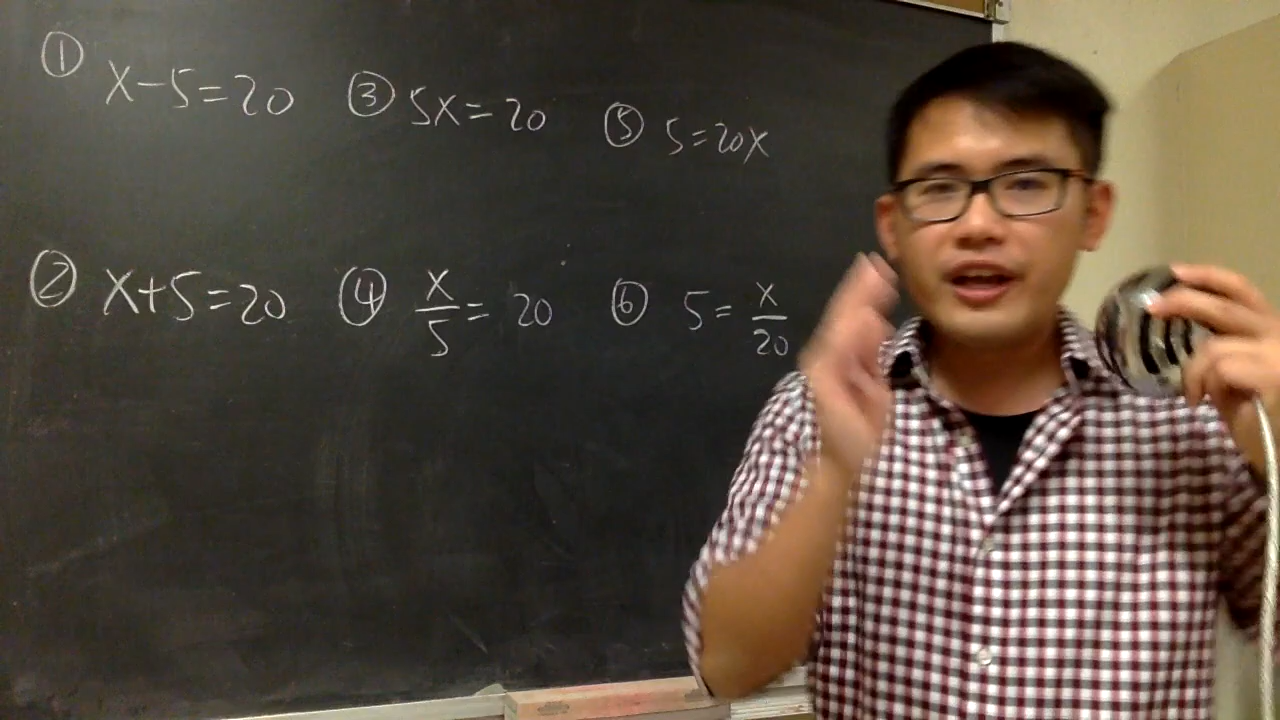 ① x-5=20
③ 5x=20
⑤ 5=20x
② x+5=20
④ x/5 = 20
⑥ 5 = x/20